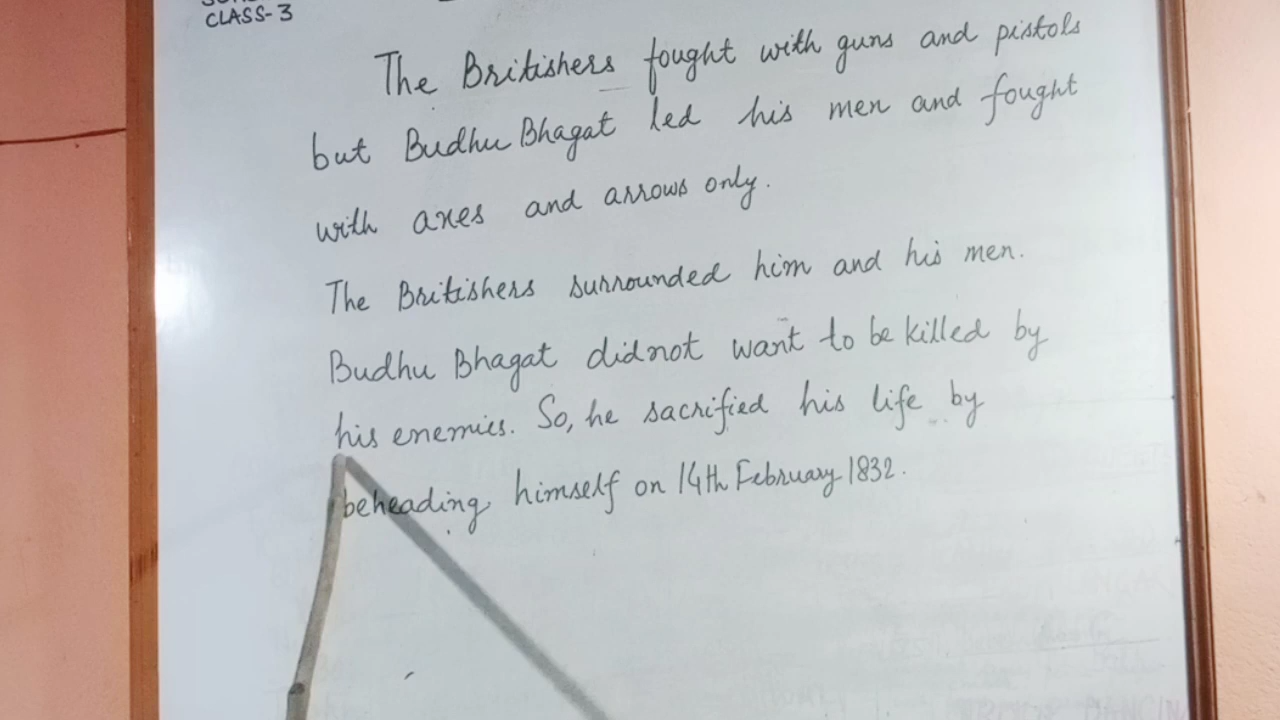 CLASS-3
The Britishers fought with guns and pistols
but Budhu Bhagat led his men and fought
with axes and arrows only.
The Britishers surrounded him and his men.
Budhu Bhagat did not want to be killed by
his enemies. So, he sacrified his life by
beheading himself on 14th February 1832.